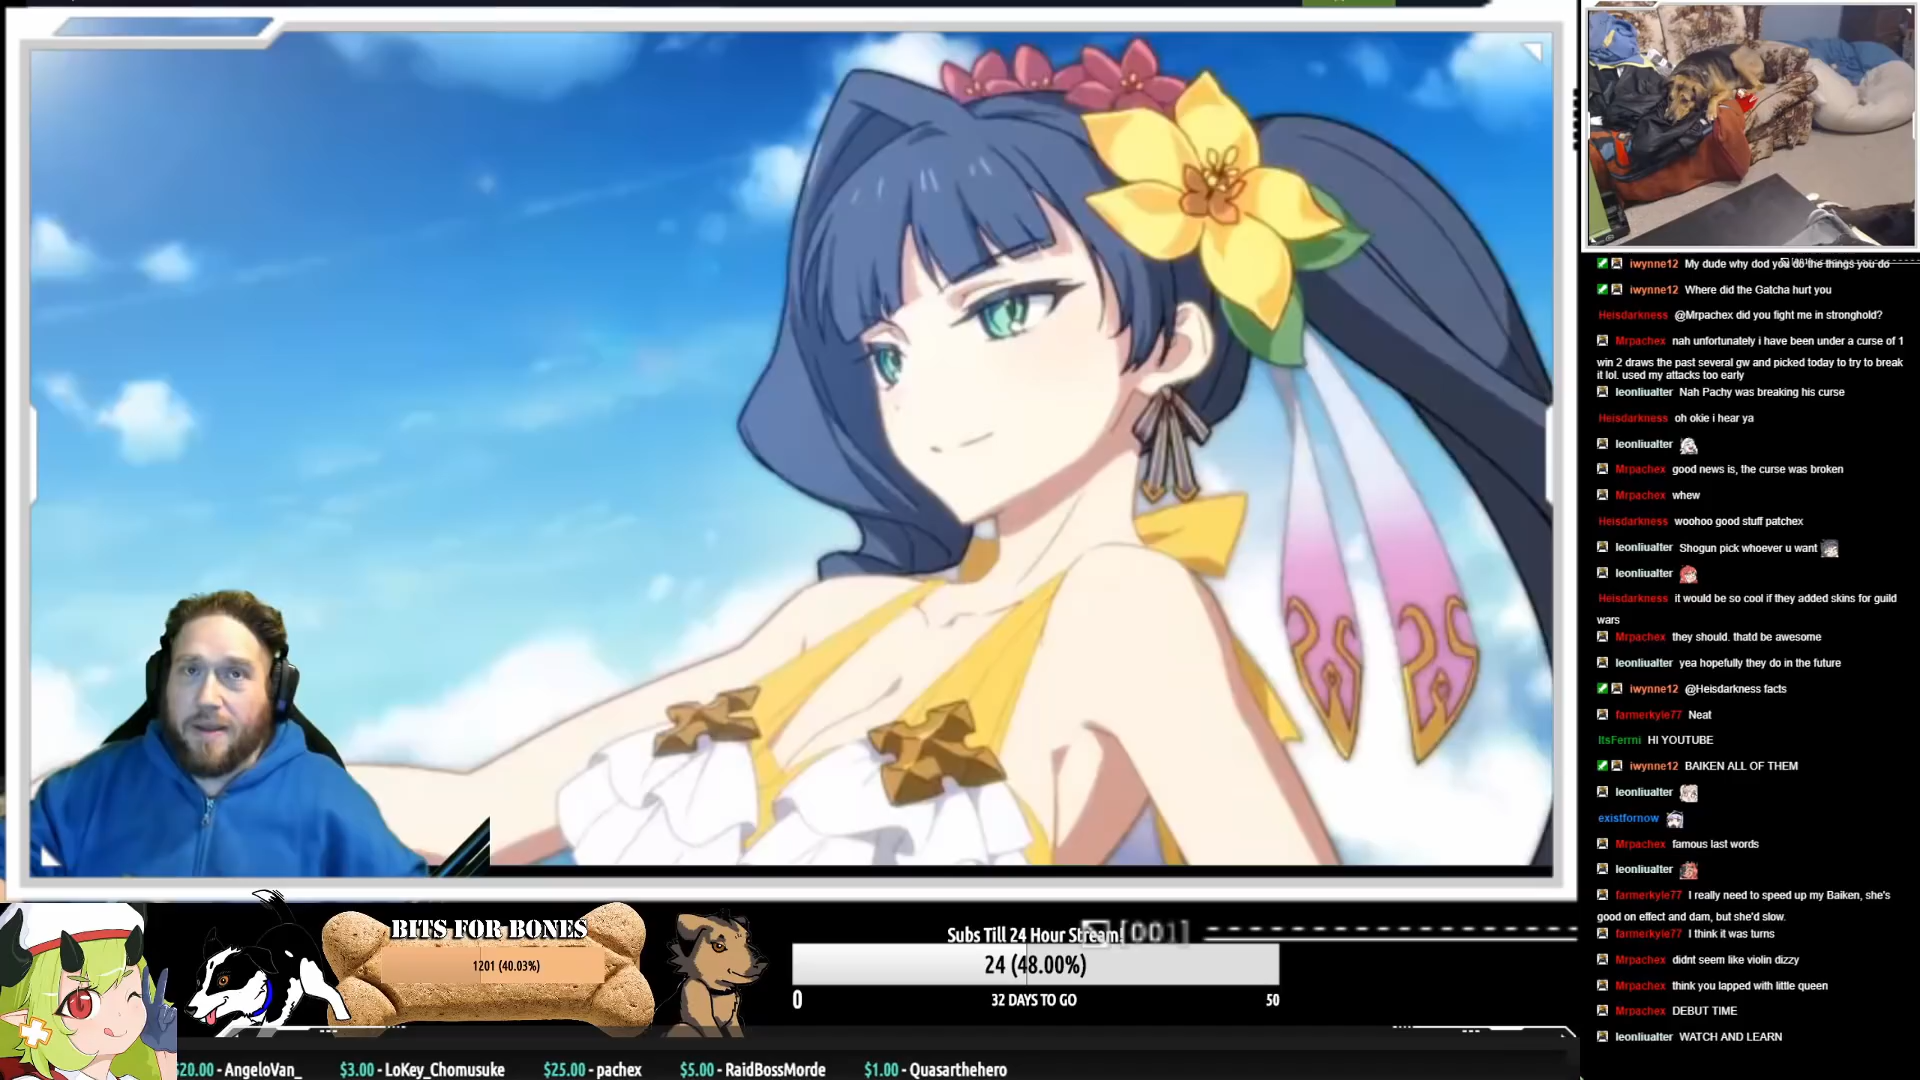 iwynne12 My dude why dod you do the things you do
iwynne12 Where did the Gatcha hurt you
Heisdarkness @Mrpachex did you fight me in stronghold?
Mrpachex nah unfortunately i have been under a curse of 1
win 2 draws the past several gw and picked today to try to break
it lol. used my attacks too early
leonliualter Nah Pachy was breaking his curse
Heisdarkness oh okie i hear ya
leonliualter
Mrpachex good news is, the curse was broken
Mrpachex whew
Heisdarkness woohoo good stuff patchex
leonliualter Shogun pick whoever u want
leonliualter
Heisdarkness it would be so cool if they added skins for guild
wars
Mrpachex they should. thatd be awesome
leonliualter yea hopefully they do in the future
iwynne12 @Heisdarkness facts
farmerkyle77 Neat
ItsFerrni HI YOUTUBE
iwynne12 BAIKEN ALL OF THEM
leonliualter
existfornow
Mrpachex famous last words
leonliualter
farmerkyle77 I really need to speed up my Baiken, she's
good on effect and dam, but she'd slow.
farmerkyle77 I think it was turns
Mrpachex didnt seem like violin dizzy
Mrpachex think you lapped with little queen
Mrpachex DEBUT TIME
leonliualter WATCH AND LEARN
BITS FOR BONES
1201 (40.03%)
Subs Till 24 Hour Stream!
[001]
24 (48.00%)
0 32 DAYS TO GO 50
$20.00 - AngeloVan_ $3.00 - LoKey_Chomusuke $25.00 - pachex $5.00 - RaidBossMorde $1.00 - Quasarthehero